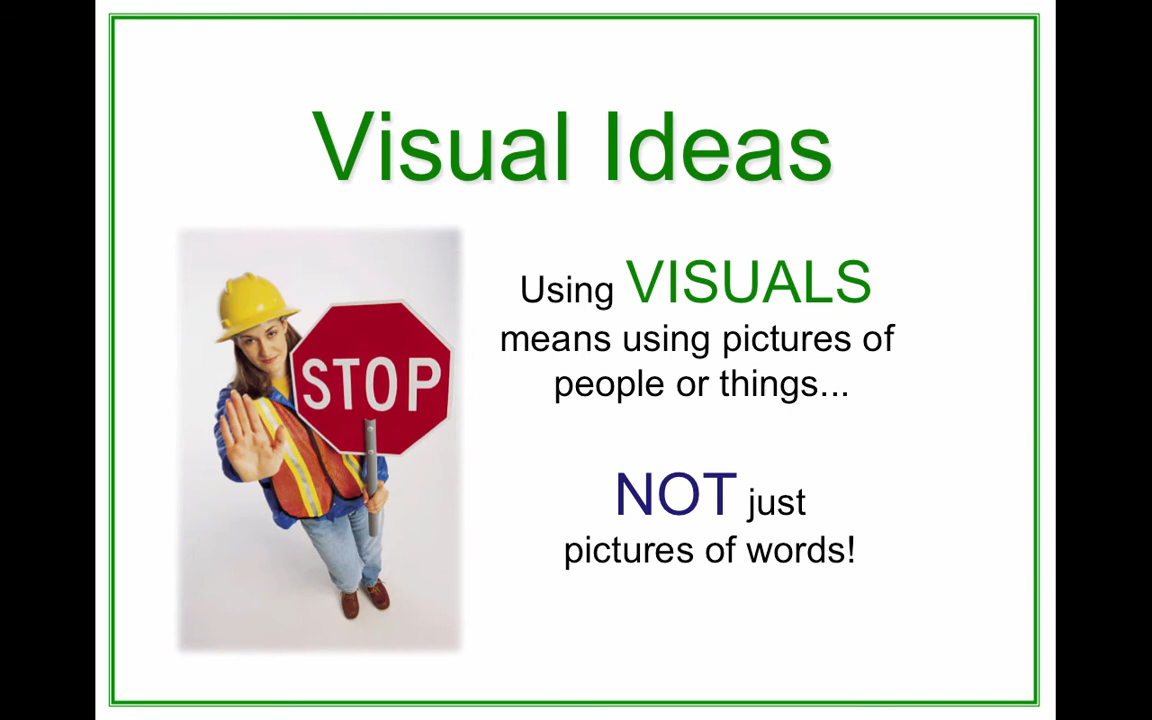 Visual Ideas
STOP
Using VISUALS
means using pictures of
people or things...
NOT just
pictures of words!